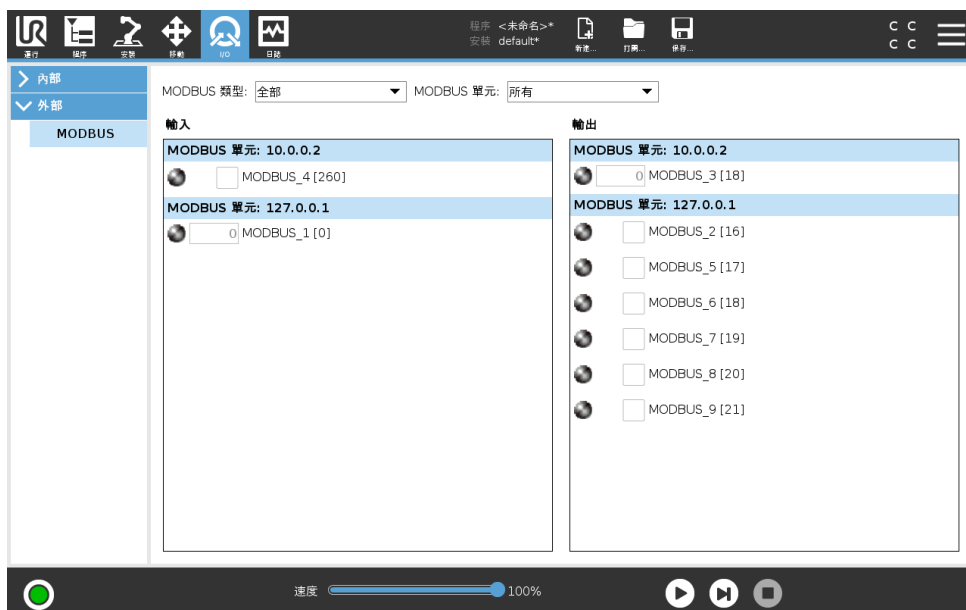 UR
運行
程序
安裝
移動
I/O
日誌
程序 <未命名>*
安裝 default*
新建...
打開...
保存...
C C
C C
內部
外部
MODBUS
MODBUS 類型: 全部
MODBUS 單元: 所有
輸入
MODBUS 單元: 10.0.0.2
MODBUS_4 [260]
MODBUS 單元: 127.0.0.1
0 MODBUS_1 [0]
輸出
MODBUS 單元: 10.0.0.2
0 MODBUS_3 [18]
MODBUS 單元: 127.0.0.1
MODBUS_2 [16]
MODBUS_5 [17]
MODBUS_6 [18]
MODBUS_7 [19]
MODBUS_8 [20]
MODBUS_9 [21]
速度
100%